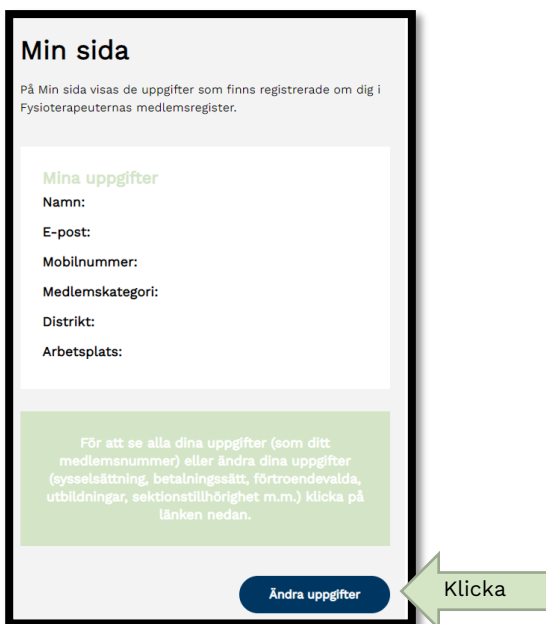 Min sida
På Min sida visas de uppgifter som finns registrerade om dig i
Fysioterapeuternas medlemsregister.
Mina uppgifter
Namn:
E-post:
Mobilnummer:
Medlemskategori:
Distrikt:
Arbetsplats:
För att se alla dina uppgifter (som ditt
medlemsnummer) eller ändra dina uppgifter
(sysselsättning, betalningssätt, förtroendevalda,
utbildningar, sektionstillhörighet m.m.) klicka på
länken nedan.
Ändra uppgifter
Klicka